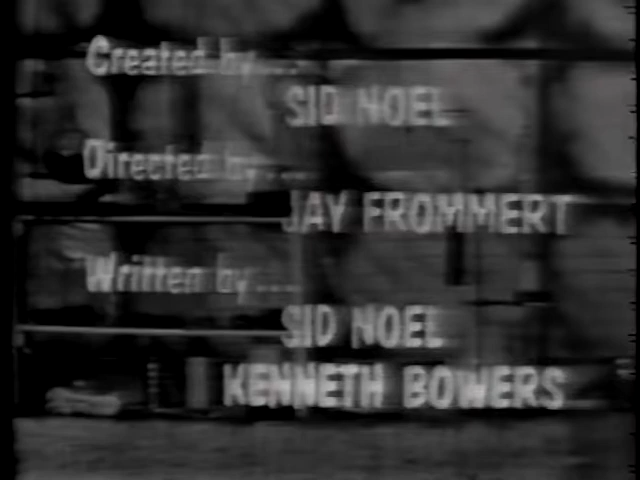 Created by...
SID NOEL
Directed by....
JAY FROMMERT
Written by...
SID NOEL
KENNETH BOWERS